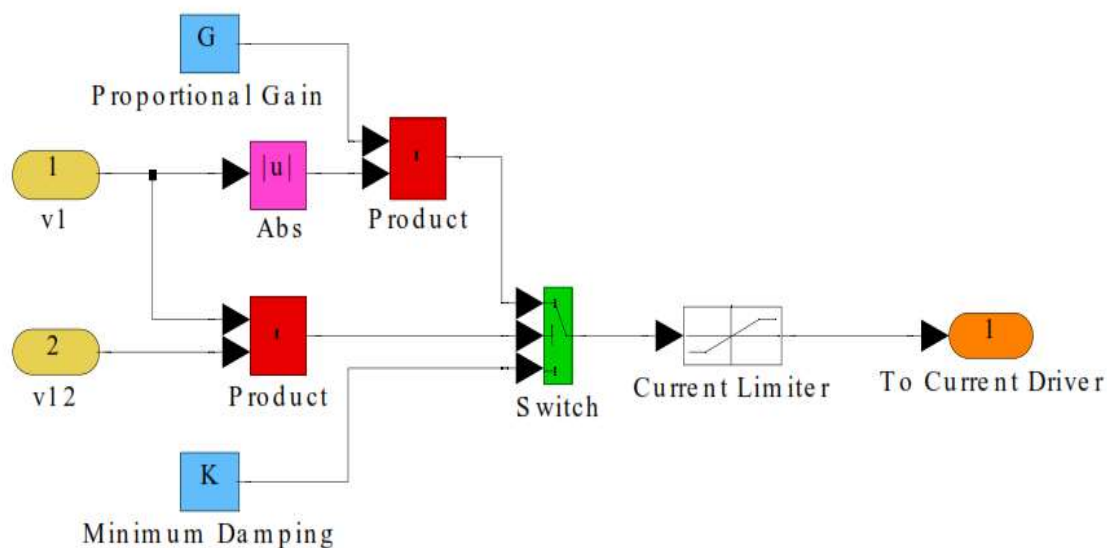 G
Proportional Gain
1
v1
|u|
Abs
Product
2
v12
Product
Switch
Current Limiter
1
To Current Driver
K
Minimum Damping